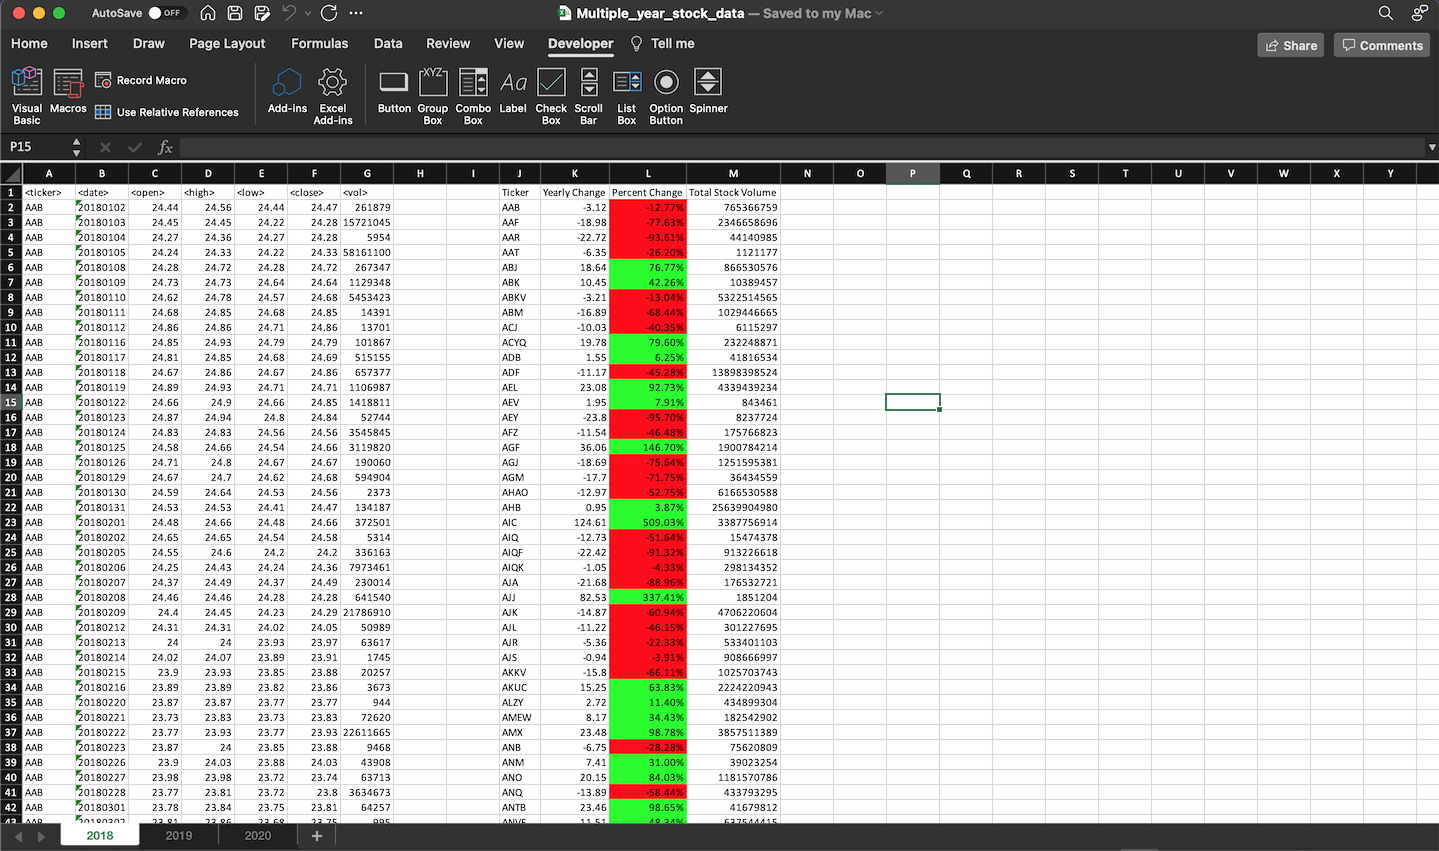 AutoSave OFF Multiple_year_stock_data — Saved to my Mac
Home Insert Draw Page Layout Formulas Data Review View Developer Tell me Share Comments
Visual Basic Macros Record Macro Use Relative References Add-ins Excel Add-ins Button Group Box Combo Box Label Check Box Scroll Bar List Box Option Button Spinner
XYZ Aa
P15 fx
A B C D E F G H I J K L M N O P Q R S T U V W X Y
1 <ticker> <date> <open> <high> <low> <close> <vol> Ticker Yearly Change Percent Change Total Stock Volume
2 AAB 20180102 24.44 24.56 24.44 24.47 261879 AAB -3.12 -12.77% 765366759
3 AAB 20180103 24.45 24.45 24.22 24.28 15721045 AAF -18.98 -77.63% 2346658696
4 AAB 20180104 24.27 24.36 24.27 24.28 5954 AAR -22.72 -93.61% 44140985
5 AAB 20180105 24.24 24.33 24.22 24.33 58161100 AAT -6.35 -26.20% 1121177
6 AAB 20180108 24.28 24.72 24.28 24.72 267347 ABJ 18.64 76.77% 866530576
7 AAB 20180109 24.73 24.73 24.64 24.64 1129348 ABK 10.45 42.26% 10389457
8 AAB 20180110 24.62 24.78 24.57 24.68 5453423 ABKV -3.21 -13.04% 5322514565
9 AAB 20180111 24.68 24.85 24.68 24.85 14391 ABM -16.89 -68.44% 1029446665
10 AAB 20180112 24.86 24.86 24.71 24.86 13701 ACJ -10.03 -40.35% 6115297
11 AAB 20180116 24.85 24.93 24.79 24.79 101867 ACYQ 19.78 79.60% 232248871
12 AAB 20180117 24.81 24.85 24.68 24.69 515155 ADB 1.55 6.25% 41816534
13 AAB 20180118 24.67 24.86 24.67 24.86 657377 ADF -11.17 -45.28% 13898398524
14 AAB 20180119 24.89 24.93 24.71 24.71 1106987 AEL 23.08 92.73% 4339439234
15 AAB 20180122 24.66 24.9 24.66 24.85 1418811 AEV 1.95 7.91% 843461
16 AAB 20180123 24.87 24.94 24.8 24.84 52744 AEY -23.8 -95.70% 8237724
17 AAB 20180124 24.83 24.83 24.56 24.56 3545845 AFZ -11.54 -46.48% 175766823
18 AAB 20180125 24.58 24.66 24.54 24.66 3119820 AGF 36.06 146.70% 1900784214
19 AAB 20180126 24.71 24.8 24.67 24.67 190060 AGJ -18.69 -75.64% 1251595381
20 AAB 20180129 24.67 24.7 24.62 24.68 594904 AGM -17.7 -71.75% 36434559
21 AAB 20180130 24.59 24.64 24.53 24.56 2373 AHAO -12.97 -52.75% 6166530588
22 AAB 20180131 24.53 24.53 24.41 24.47 134187 AHB 0.95 3.87% 25639904980
23 AAB 20180201 24.48 24.66 24.48 24.66 372501 AIC 124.61 509.03% 3387756914
24 AAB 20180202 24.65 24.65 24.54 24.58 5314 AIQ -12.73 -51.64% 15474378
25 AAB 20180205 24.55 24.6 24.2 24.2 336163 AIQF -22.42 -91.32% 913226618
26 AAB 20180206 24.25 24.43 24.24 24.36 7973461 AIQK -1.05 -4.33% 298134352
27 AAB 20180207 24.37 24.49 24.37 24.49 230014 AJA -21.68 -88.96% 176532721
28 AAB 20180208 24.46 24.46 24.28 24.28 641540 AJJ 82.53 337.41% 1851204
29 AAB 20180209 24.4 24.45 24.23 24.29 21786910 AJK -14.87 -60.94% 4706220604
30 AAB 20180212 24.31 24.31 24.02 24.05 50989 AJL -11.22 -46.15% 301227695
31 AAB 20180213 24 24 23.93 23.97 63617 AJR -5.36 -22.33% 533401103
32 AAB 20180214 24.02 24.07 23.89 23.91 1745 AJS -0.94 -3.91% 908666997
33 AAB 20180215 23.9 23.93 23.85 23.88 20257 AKKV -15.8 -66.11% 1025703743
34 AAB 20180216 23.89 23.89 23.82 23.86 3673 AKUC 15.25 63.83% 2224220943
35 AAB 20180220 23.87 23.87 23.77 23.77 944 ALZY 2.72 11.40% 434899304
36 AAB 20180221 23.73 23.83 23.73 23.83 72620 AMEW 8.17 34.43% 182542902
37 AAB 20180222 23.77 23.93 23.77 23.93 22611665 AMX 23.48 98.78% 3857511389
38 AAB 20180223 23.87 24 23.85 23.88 9468 ANB -6.75 -28.28% 75620809
39 AAB 20180226 23.9 24.03 23.88 24.03 43908 ANM 7.41 31.00% 39023254
40 AAB 20180227 23.98 23.98 23.72 23.74 63713 ANO 20.15 84.03% 1181570786
41 AAB 20180228 23.77 23.81 23.72 23.8 3634673 ANQ -13.89 -58.44% 433793295
42 AAB 20180301 23.78 23.84 23.75 23.81 64257 ANTB 23.46 98.65% 41679812
43 AAB 20180302 23.81 23.86 23.68 23.75 995 ANVE 11.51 48.34% 637544415
2018 2019 2020 +